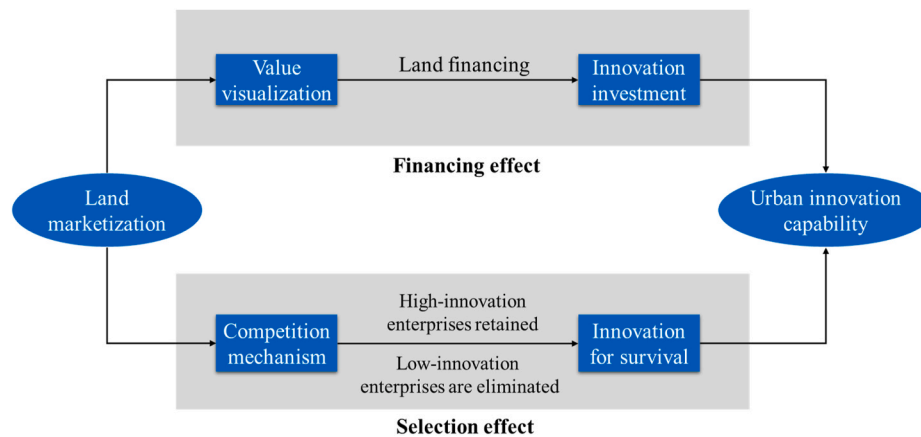 Value
visualization
Land financing
Innovation
investment
Financing effect
Land
marketization
Urban innovation
capability
Competition
mechanism
High-innovation
enterprises retained
Low-innovation
enterprises are eliminated
Innovation
for survival
Selection effect